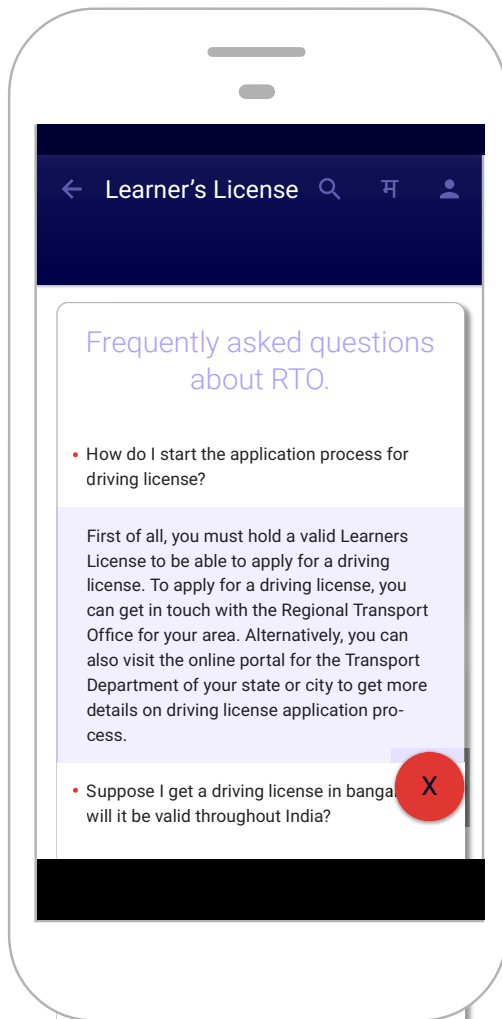 Learner’s License म
Frequently asked questions
about RTO.
• How do I start the application process for
driving license?
First of all, you must hold a valid Learners
License to be able to apply for a driving
license. To apply for a driving license, you
can get in touch with the Regional Transport
Office for your area. Alternatively, you can
also visit the online portal for the Transport
Department of your state or city to get more
details on driving license application pro-
cess.
• Suppose I get a driving license in X
will it be valid throughout India?